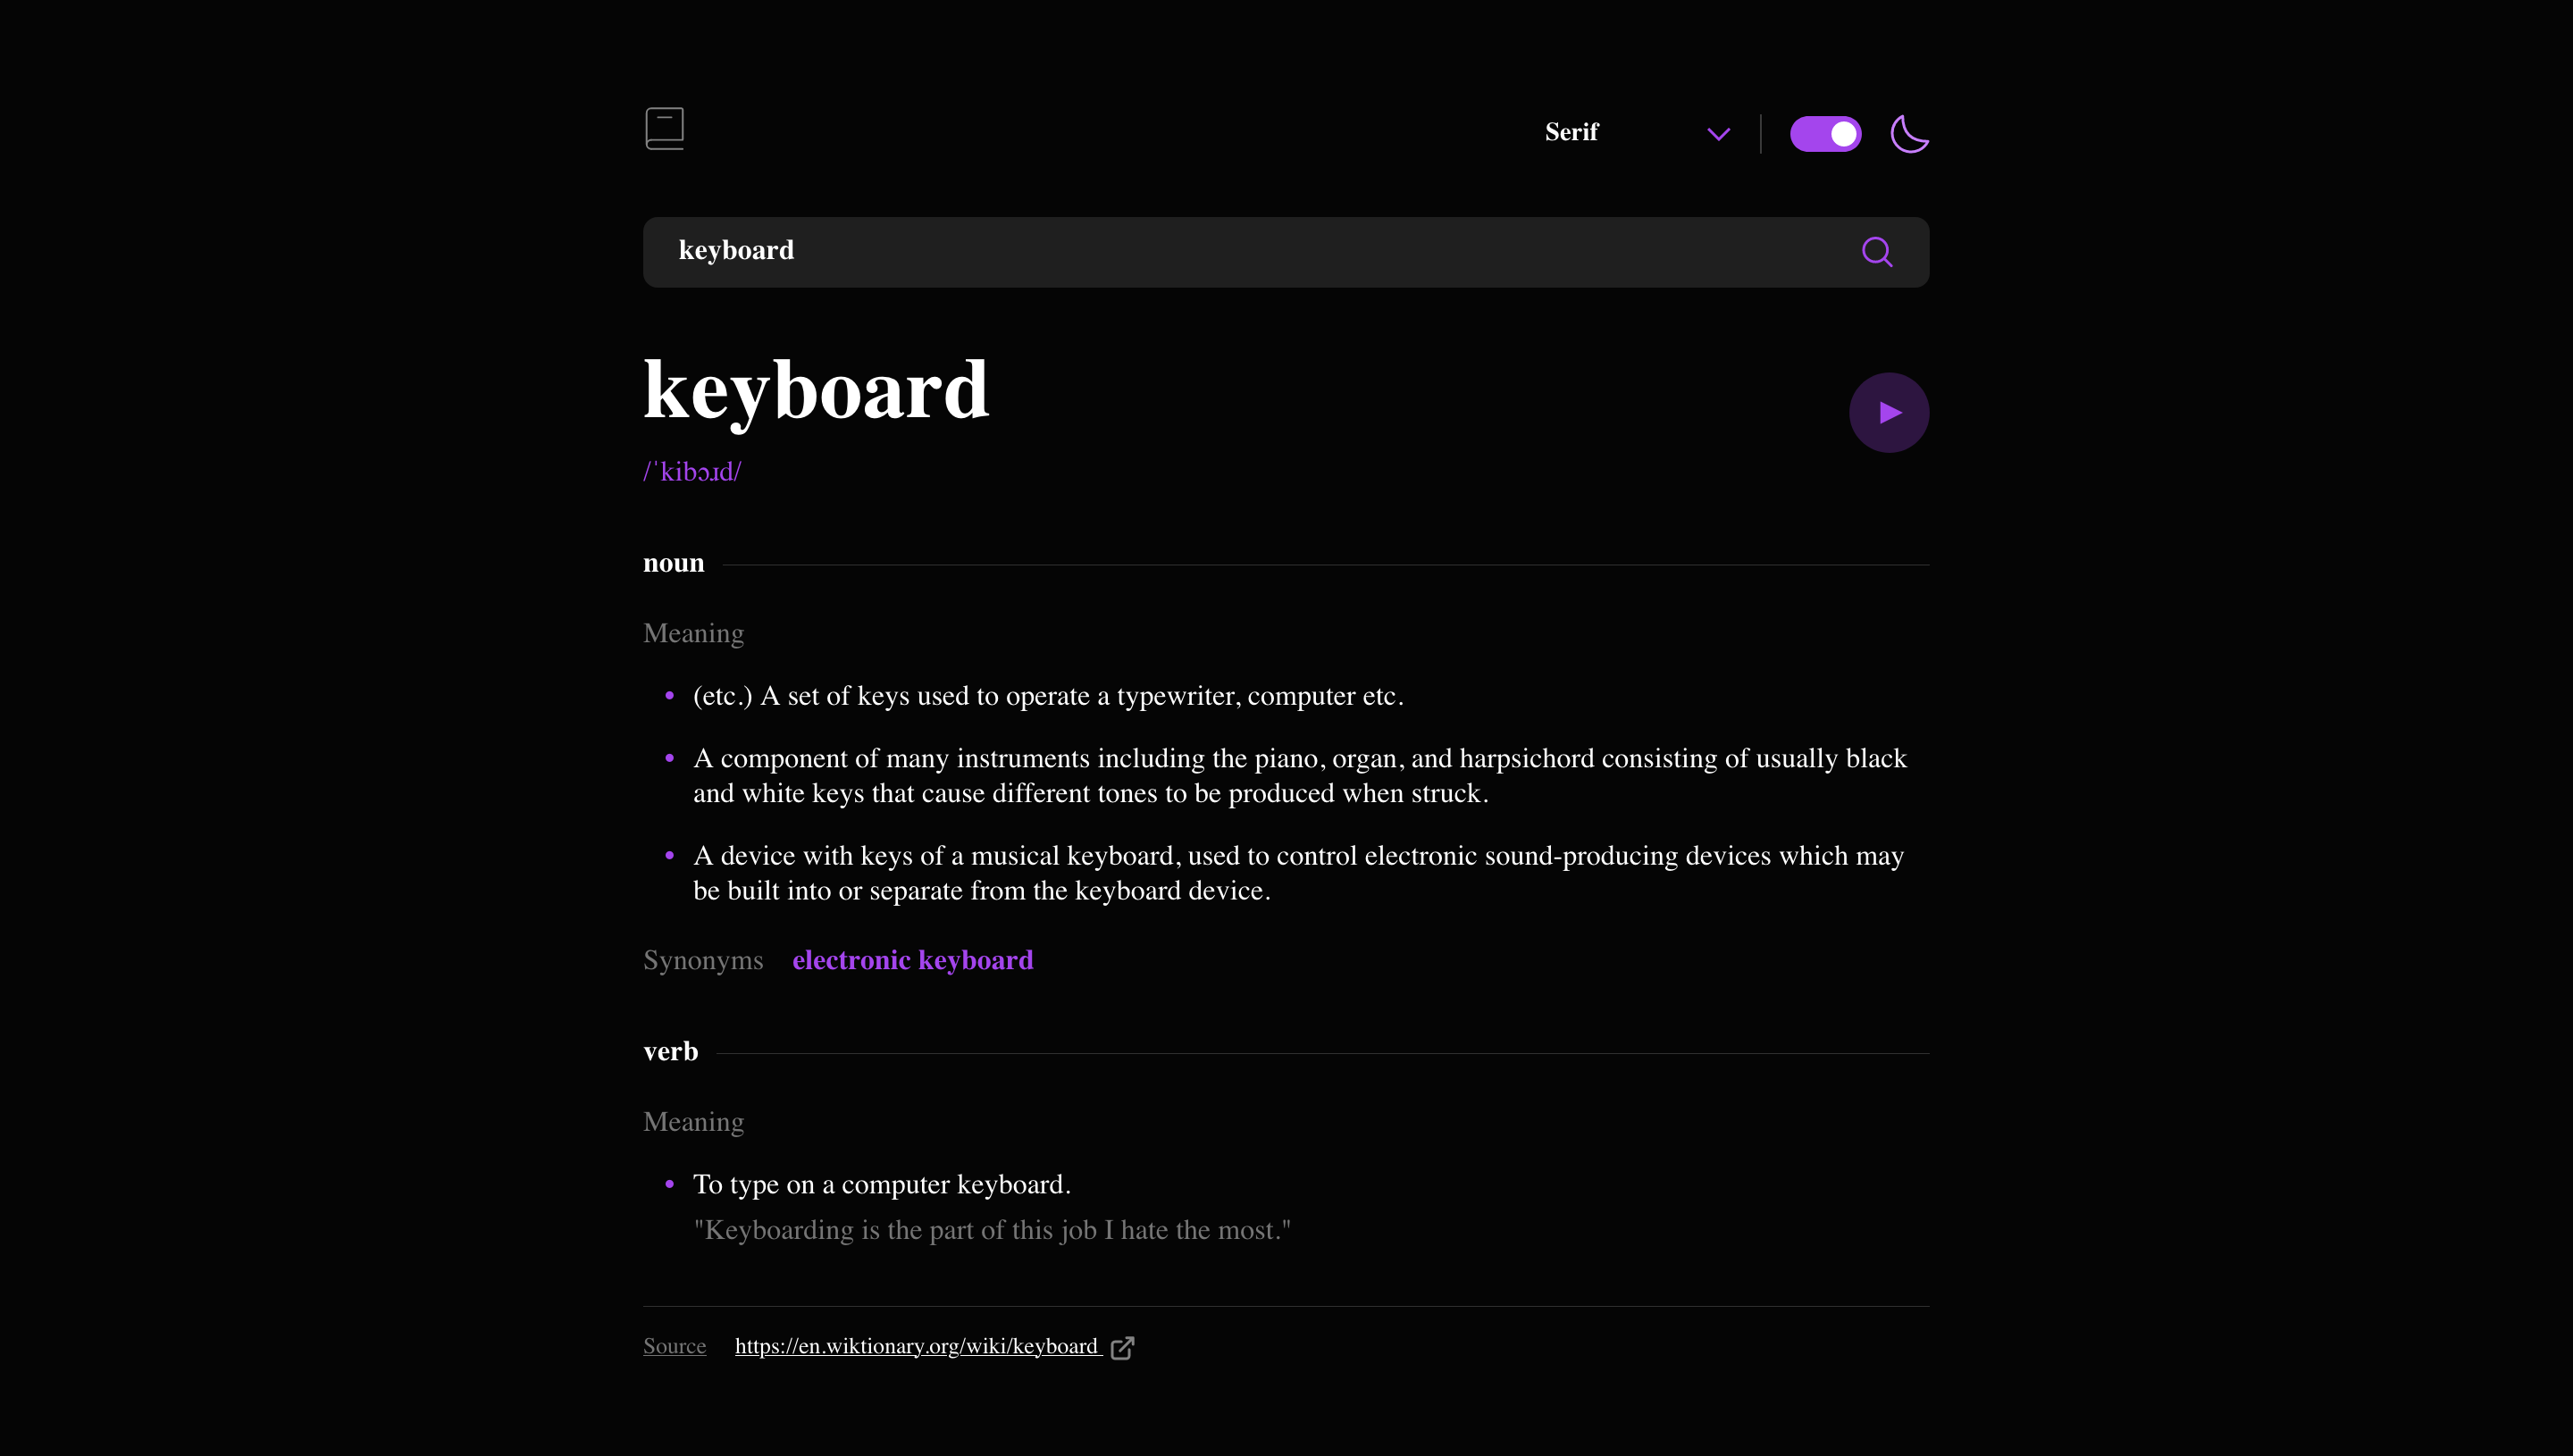 Serif
keyboard
keyboard
/ˈkibɔɹd/
noun
Meaning
(etc.) A set of keys used to operate a typewriter, computer etc.
A component of many instruments including the piano, organ, and harpsichord consisting of usually black
and white keys that cause different tones to be produced when struck.
A device with keys of a musical keyboard, used to control electronic sound-producing devices which may
be built into or separate from the keyboard device.
Synonyms electronic keyboard
verb
Meaning
To type on a computer keyboard.
"Keyboarding is the part of this job I hate the most."
Source https://en.wiktionary.org/wiki/keyboard